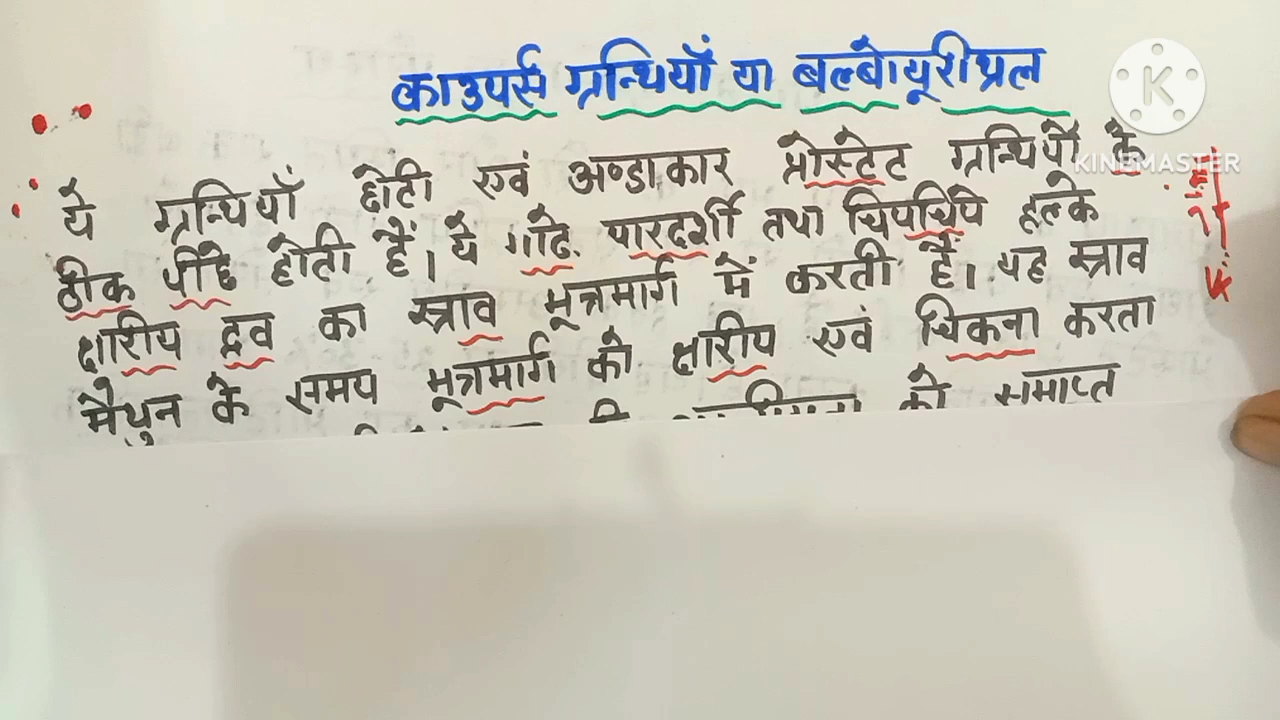 काउपर्स ग्रन्थियाँ या बल्बोयूरीथ्रल
K
KINEMASTER
ये ग्रन्थियाँ छोटी एवं अण्डाकार प्रोस्टेट ग्रन्थियों के
ठीक पीछे होती हैं। ये गाढे. पारदर्शी तथा चिपचिपे हल्के
क्षारीय द्रव का स्त्राव मूत्रमार्ग में करती हैं। यह स्त्राव
मैथुन के समय मूत्रमार्ग को क्षारीय एवं चिकना करता
को समाप्त